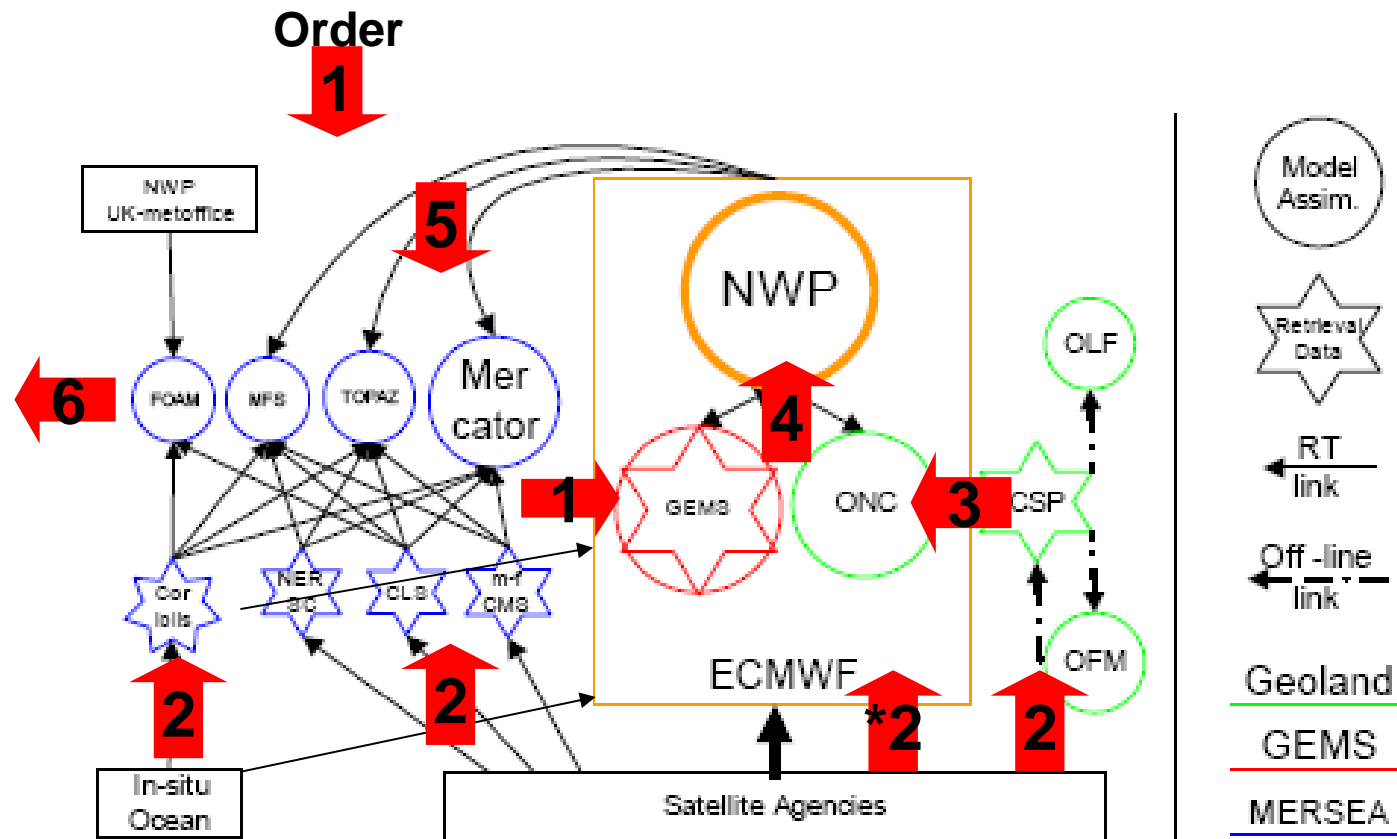 Order
1
NWP
UK-metoffice
5
NWP
6
FOAM
MFS
TOPAZ
Mer
cator
4
OLF
1
GEMS
ONC
3
CSP
Cor
iolis
NER
SC
CLS
m-f
CMS
2
2
ECMWF
*2
2
OFM
In-situ
Ocean
Satellite Agencies
Model
Assim.
Retrieval
Data
RT
link
Off-line
link
Geoland
GEMS
MERSEA